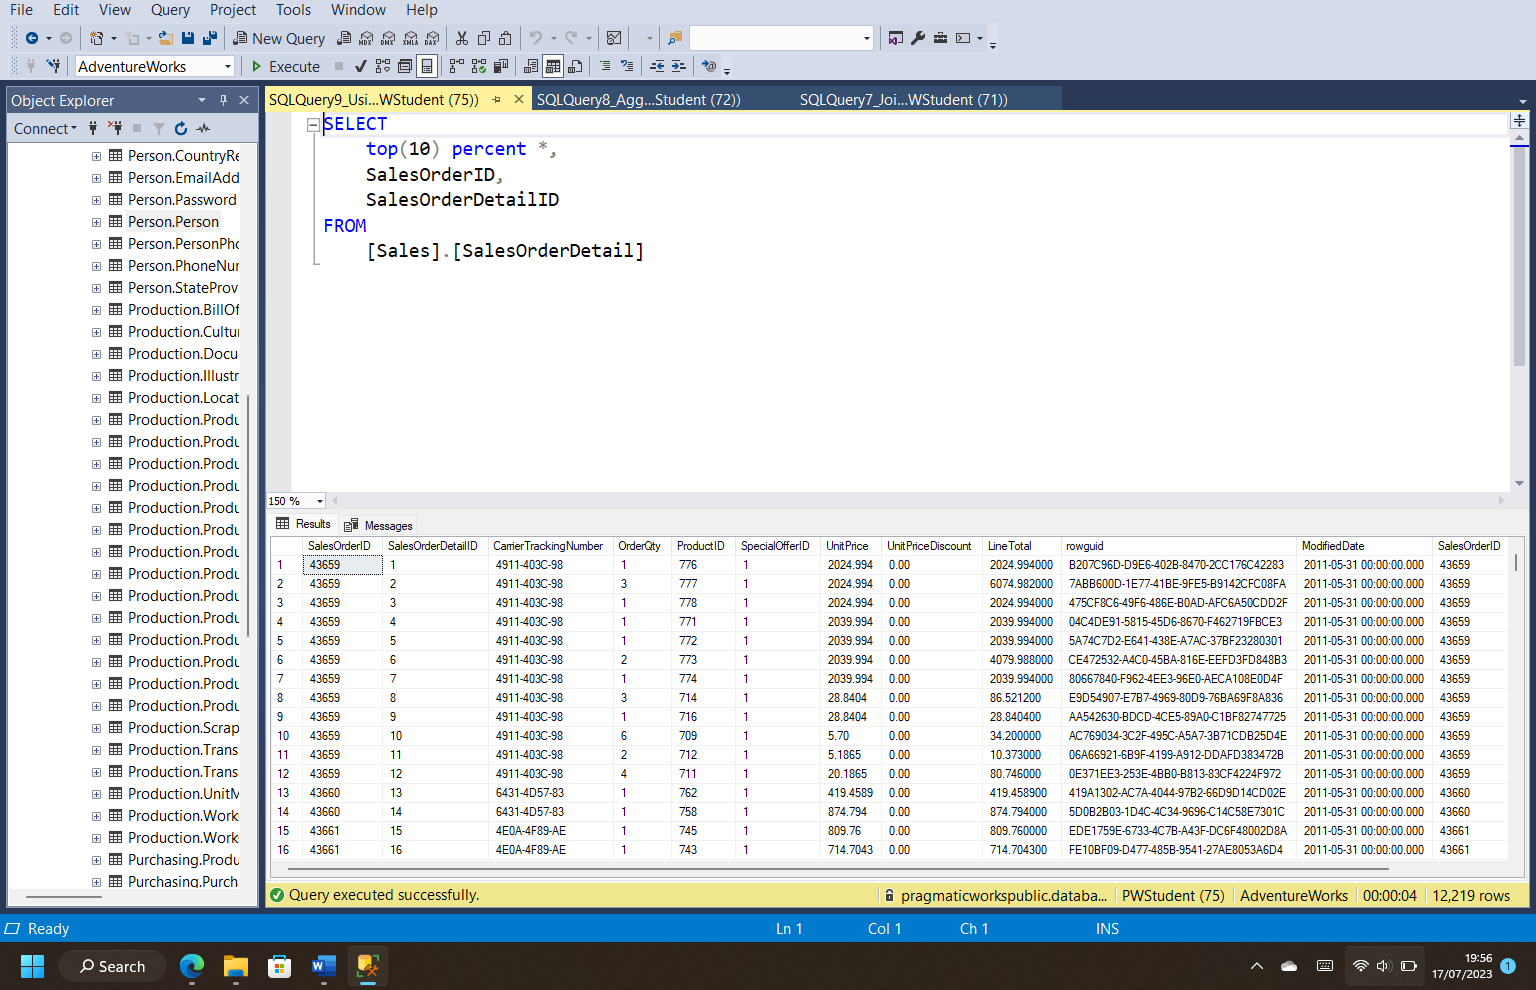 File Edit View Query Project Tools Window Help
New Query
AdventureWorks Execute
Object Explorer
Connect
Person.CountryRe
Person.EmailAdd
Person.Password
Person.Person
Person.PersonPho
Person.PhoneNur
Person.StateProv
Production.BillOf
Production.Cultur
Production.Docu
Production.Illustr
Production.Locat
Production.Produ
Production.Produ
Production.Produ
Production.Produ
Production.Produ
Production.Produ
Production.Produ
Production.Produ
Production.Produ
Production.Produ
Production.Produ
Production.Produ
Production.Produ
Production.Produ
Production.Scrap
Production.Transa
Production.Transa
Production.UnitM
Production.Work
Production.Work
Purchasing.Produ
Purchasing.Purch
SQLQuery9_Usi...WStudent (75)) SQLQuery8_Agg...Student (72)) SQLQuery7_Joi...WStudent (71))
SELECT
top(10) percent *,
SalesOrderID,
SalesOrderDetailID
FROM
[Sales].[SalesOrderDetail]
150 %
Results Messages
SalesOrderID SalesOrderDetailID CarrierTrackingNumber OrderQty ProductID SpecialOfferID UnitPrice UnitPriceDiscount LineTotal rowguid ModifiedDate SalesOrderID
1 43659 1 4911-403C-98 1 776 1 2024.994 0.00 2024.994000 B207C96D-D9E6-402B-8470-2CC176C42283 2011-05-31 00:00:00.000 43659
2 43659 2 4911-403C-98 3 777 1 2024.994 0.00 6074.982000 7ABB600D-1E77-41BE-9FE5-B9142CFC08FA 2011-05-31 00:00:00.000 43659
3 43659 3 4911-403C-98 1 778 1 2024.994 0.00 2024.994000 475CF8C6-49F6-486E-B0AD-AFC6A50CDD2F 2011-05-31 00:00:00.000 43659
4 43659 4 4911-403C-98 1 771 1 2039.994 0.00 2039.994000 04C4DE91-5815-45D6-8670-F462719FBCE3 2011-05-31 00:00:00.000 43659
5 43659 5 4911-403C-98 1 772 1 2039.994 0.00 2039.994000 5A74C7D2-E641-438E-A7AC-37BF23280301 2011-05-31 00:00:00.000 43659
6 43659 6 4911-403C-98 2 773 1 2039.994 0.00 4079.988000 CE472532-A4C0-45BA-816E-EEFD3FD848B3 2011-05-31 00:00:00.000 43659
7 43659 7 4911-403C-98 1 774 1 2039.994 0.00 2039.994000 80667840-F962-4EE3-96E0-AECA108E0D4F 2011-05-31 00:00:00.000 43659
8 43659 8 4911-403C-98 3 714 1 28.8404 0.00 86.521200 E9D54907-E7B7-4969-80D9-76BA69F8A836 2011-05-31 00:00:00.000 43659
9 43659 9 4911-403C-98 1 716 1 28.8404 0.00 28.840400 AA542630-BDCD-4CE5-89A0-C1BF82747725 2011-05-31 00:00:00.000 43659
10 43659 10 4911-403C-98 6 709 1 5.70 0.00 34.200000 AC769034-3C2F-495C-A5A7-3B71CDB25D4E 2011-05-31 00:00:00.000 43659
11 43659 11 4911-403C-98 2 712 1 5.1865 0.00 10.373000 06A66921-6B9F-4199-A912-DDAFD383472B 2011-05-31 00:00:00.000 43659
12 43659 12 4911-403C-98 4 711 1 20.1865 0.00 80.746000 0E371EE3-253E-4BB0-B813-83CF4224F972 2011-05-31 00:00:00.000 43659
13 43660 13 6431-4D57-83 1 762 1 419.4589 0.00 419.458900 419A1302-AC7A-4044-97B2-66D9D14CD02E 2011-05-31 00:00:00.000 43660
14 43660 14 6431-4D57-83 1 758 1 874.794 0.00 874.794000 5D0B2B03-1D4C-4C34-9696-C14C58E7301C 2011-05-31 00:00:00.000 43660
15 43661 15 4E0A-4F89-AE 1 745 1 809.76 0.00 809.760000 EDE1759E-6733-4C7B-A43F-DC6F48002D8A 2011-05-31 00:00:00.000 43661
16 43661 16 4E0A-4F89-AE 1 743 1 714.7043 0.00 714.704300 FE10BF09-D477-485B-9541-27AE8053A6D4 2011-05-31 00:00:00.000 43661
Query executed successfully. pragmaticworkspublic.databa... PWStudent (75) AdventureWorks 00:00:04 12,219 rows
Ready Ln 1 Col 1 Ch 1 INS
Search 19:56
17/07/2023 1